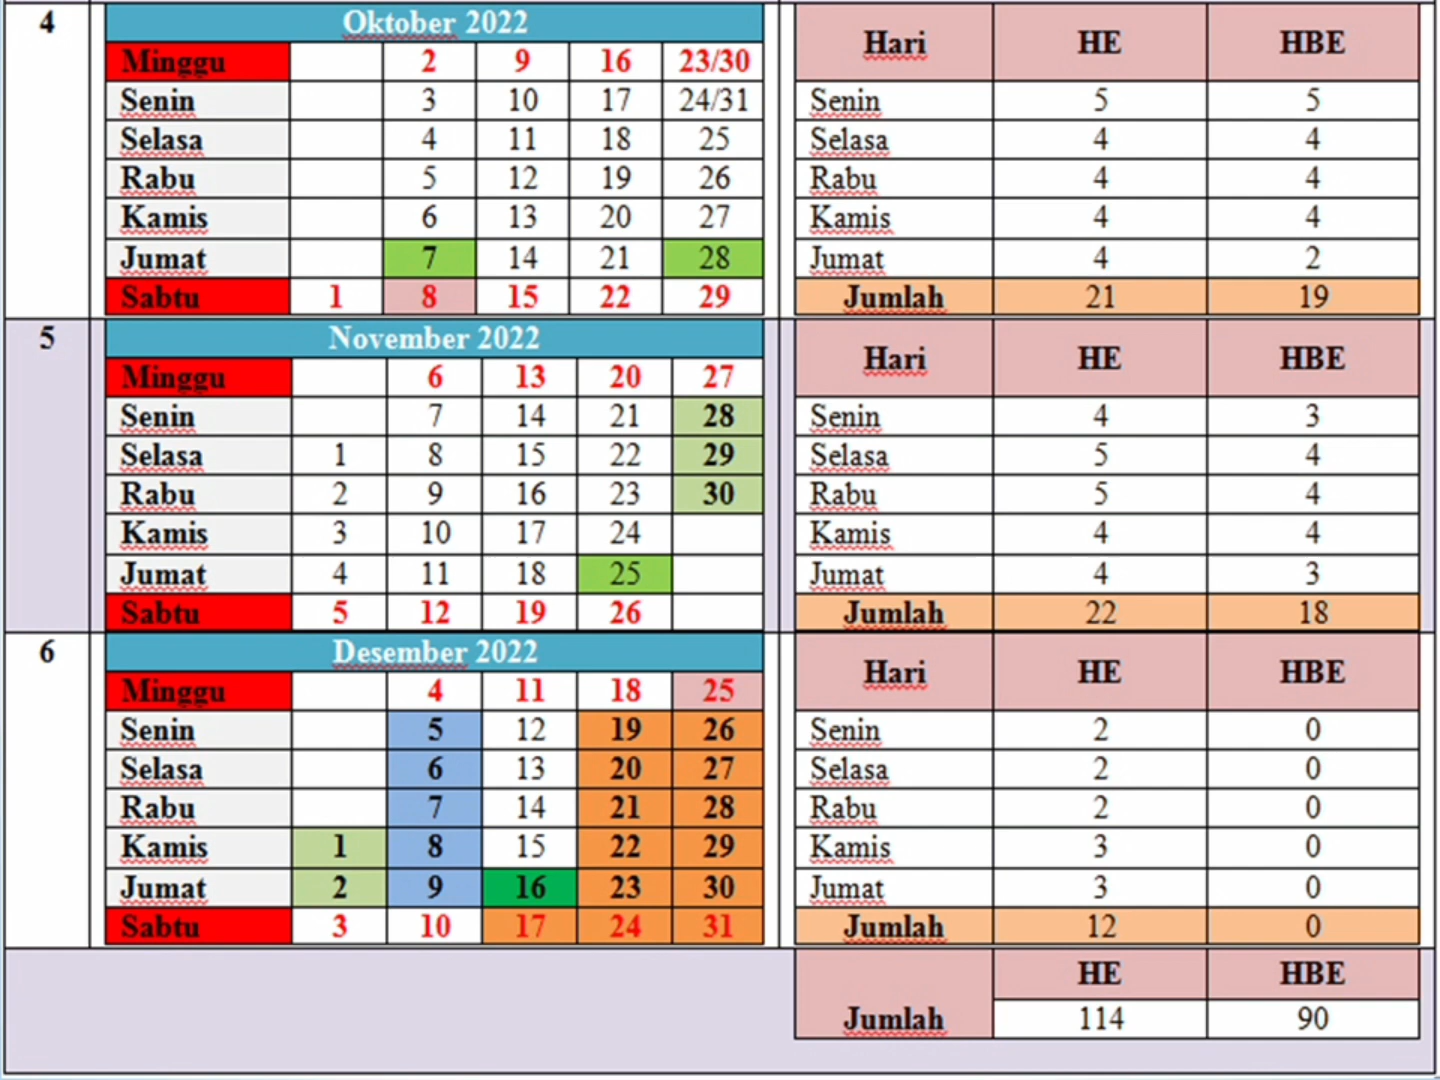 4 Oktober 2022 Hari HE HBE
Minggu 2 9 16 23/30
Senin 3 10 17 24/31 Senin 5 5
Selasa 4 11 18 25 Selasa 4 4
Rabu 5 12 19 26 Rabu 4 4
Kamis 6 13 20 27 Kamis 4 4
Jumat 7 14 21 28 Jumat 4 2
Sabtu 1 8 15 22 29 Jumlah 21 19
5 November 2022 Hari HE HBE
Minggu 6 13 20 27
Senin 7 14 21 28 Senin 4 3
Selasa 1 8 15 22 29 Selasa 5 4
Rabu 2 9 16 23 30 Rabu 5 4
Kamis 3 10 17 24 Kamis 4 4
Jumat 4 11 18 25 Jumat 4 3
Sabtu 5 12 19 26 Jumlah 22 18
6 Desember 2022 Hari HE HBE
Minggu 4 11 18 25
Senin 5 12 19 26 Senin 2 0
Selasa 6 13 20 27 Selasa 2 0
Rabu 7 14 21 28 Rabu 2 0
Kamis 1 8 15 22 29 Kamis 3 0
Jumat 2 9 16 23 30 Jumat 3 0
Sabtu 3 10 17 24 31 Jumlah 12 0
HE HBE
Jumlah 114 90